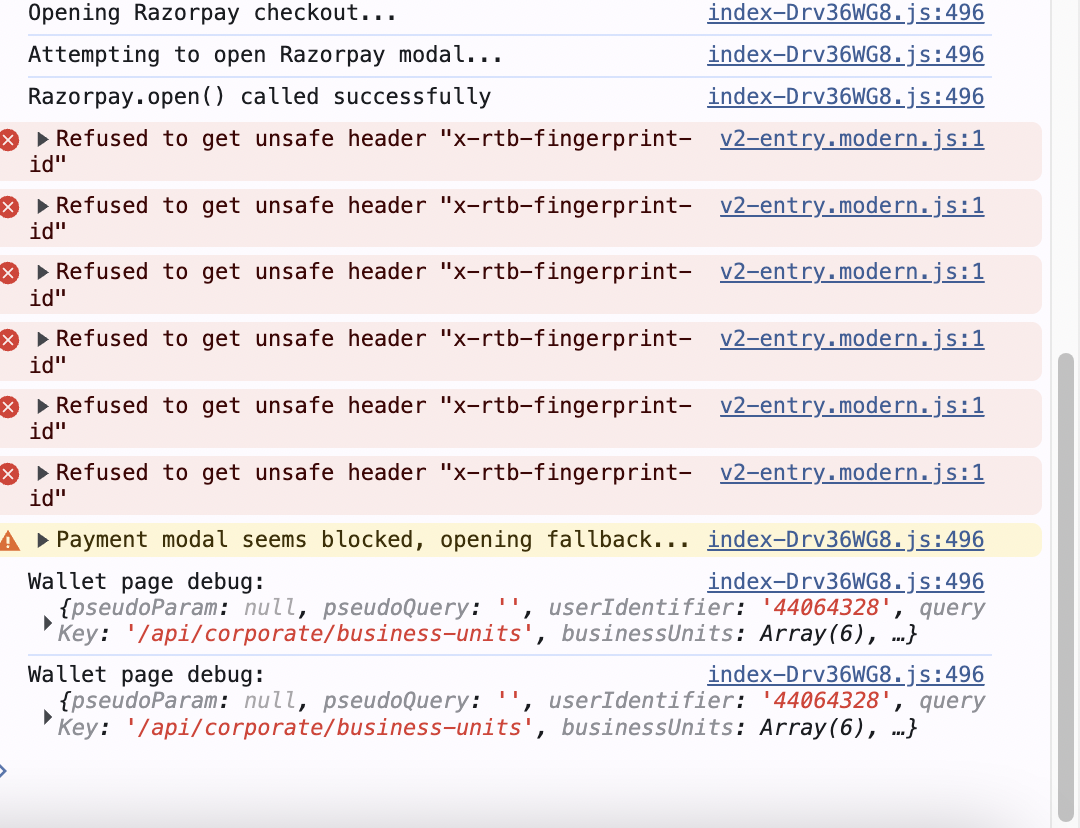 Opening Razorpay checkout... index-Drv36WG8.js:496
Attempting to open Razorpay modal... index-Drv36WG8.js:496
Razorpay.open() called successfully index-Drv36WG8.js:496
Refused to get unsafe header "x-rtb-fingerprint- v2-entry.modern.js:1
id"
Refused to get unsafe header "x-rtb-fingerprint- v2-entry.modern.js:1
id"
Refused to get unsafe header "x-rtb-fingerprint- v2-entry.modern.js:1
id"
Refused to get unsafe header "x-rtb-fingerprint- v2-entry.modern.js:1
id"
Refused to get unsafe header "x-rtb-fingerprint- v2-entry.modern.js:1
id"
Refused to get unsafe header "x-rtb-fingerprint- v2-entry.modern.js:1
id"
Payment modal seems blocked, opening fallback... index-Drv36WG8.js:496
Wallet page debug: index-Drv36WG8.js:496
{pseudoParam: null, pseudoQuery: '', userIdentifier: '44064328', query
Key: '/api/corporate/business-units', businessUnits: Array(6), …}
Wallet page debug: index-Drv36WG8.js:496
{pseudoParam: null, pseudoQuery: '', userIdentifier: '44064328', query
Key: '/api/corporate/business-units', businessUnits: Array(6), …}